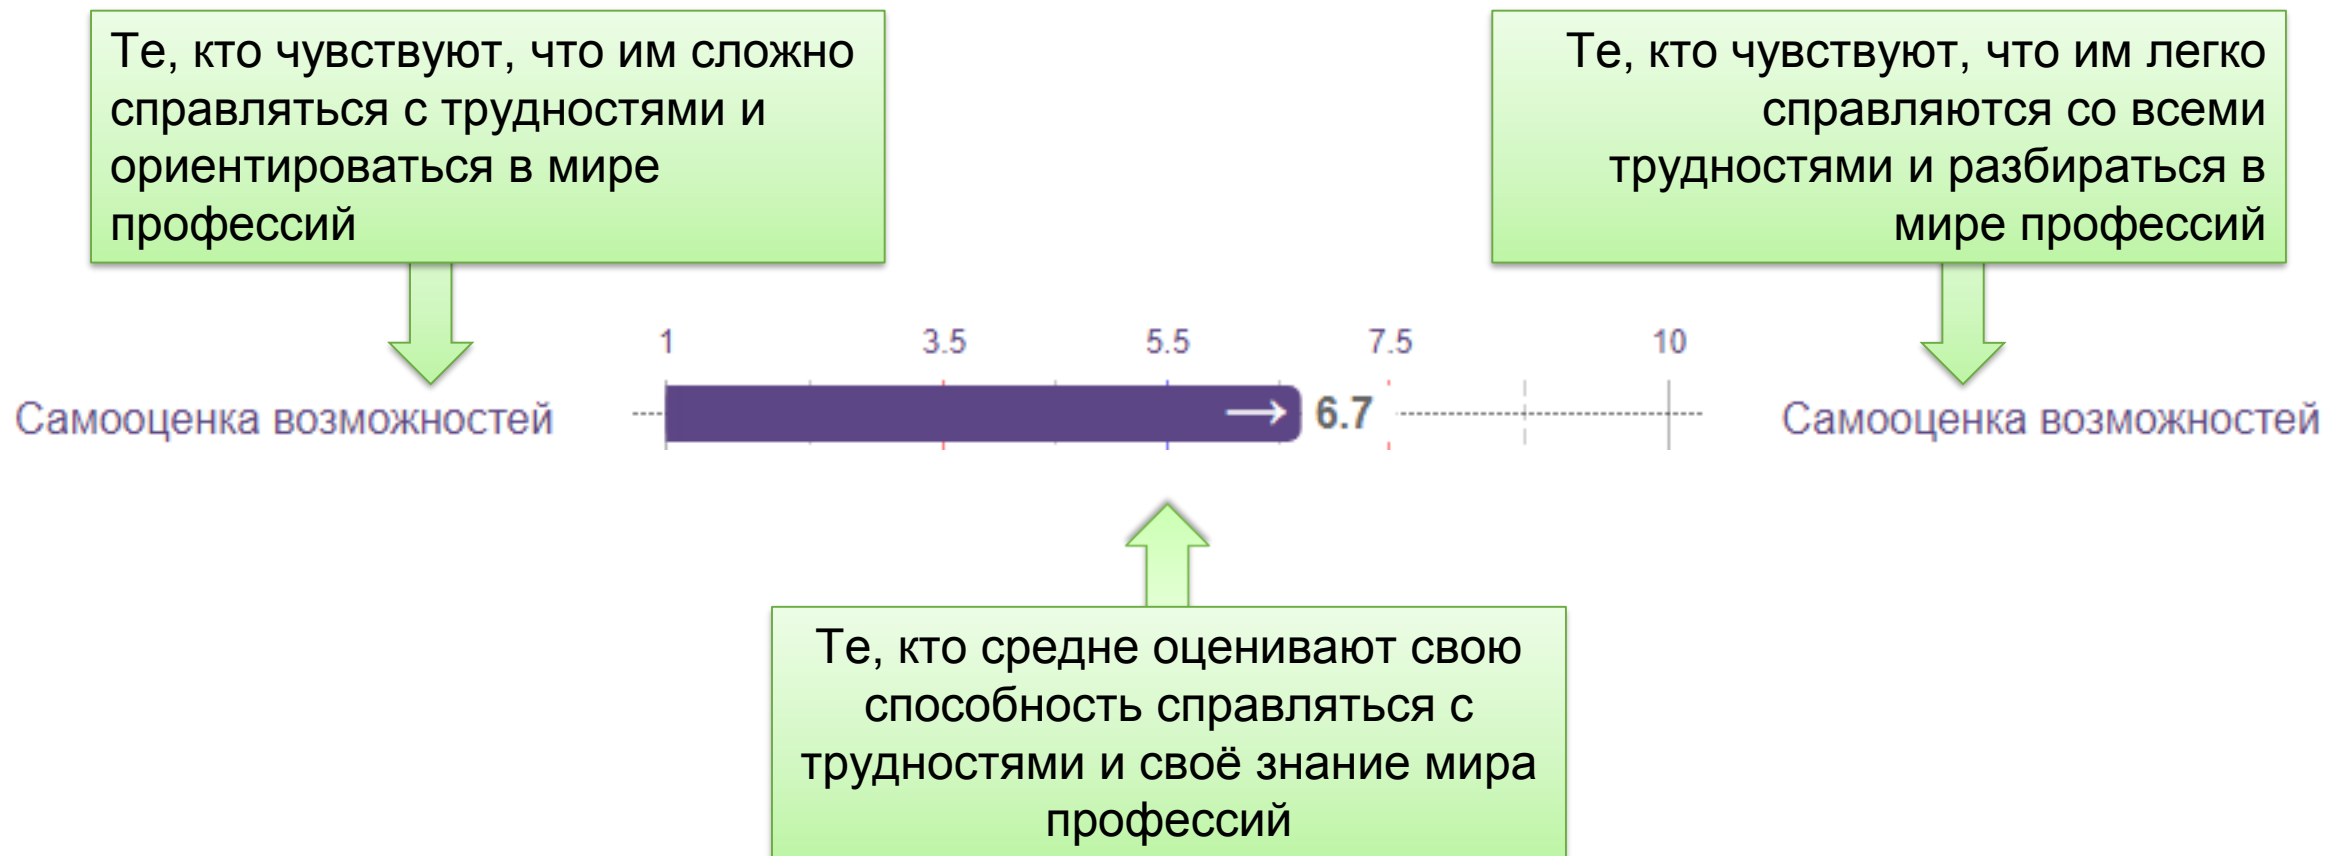 Те, кто чувствуют, что им сложно
справляться с трудностями и
ориентироваться в мире
профессий
Те, кто чувствуют, что им легко
справляются со всеми
трудностями и разбираться в
мире профессий
1 3.5 5.5 7.5 10
Самооценка возможностей
→ 6.7
Самооценка возможностей
Те, кто средне оценивают свою
способность справляться с
трудностями и своё знание мира
профессий